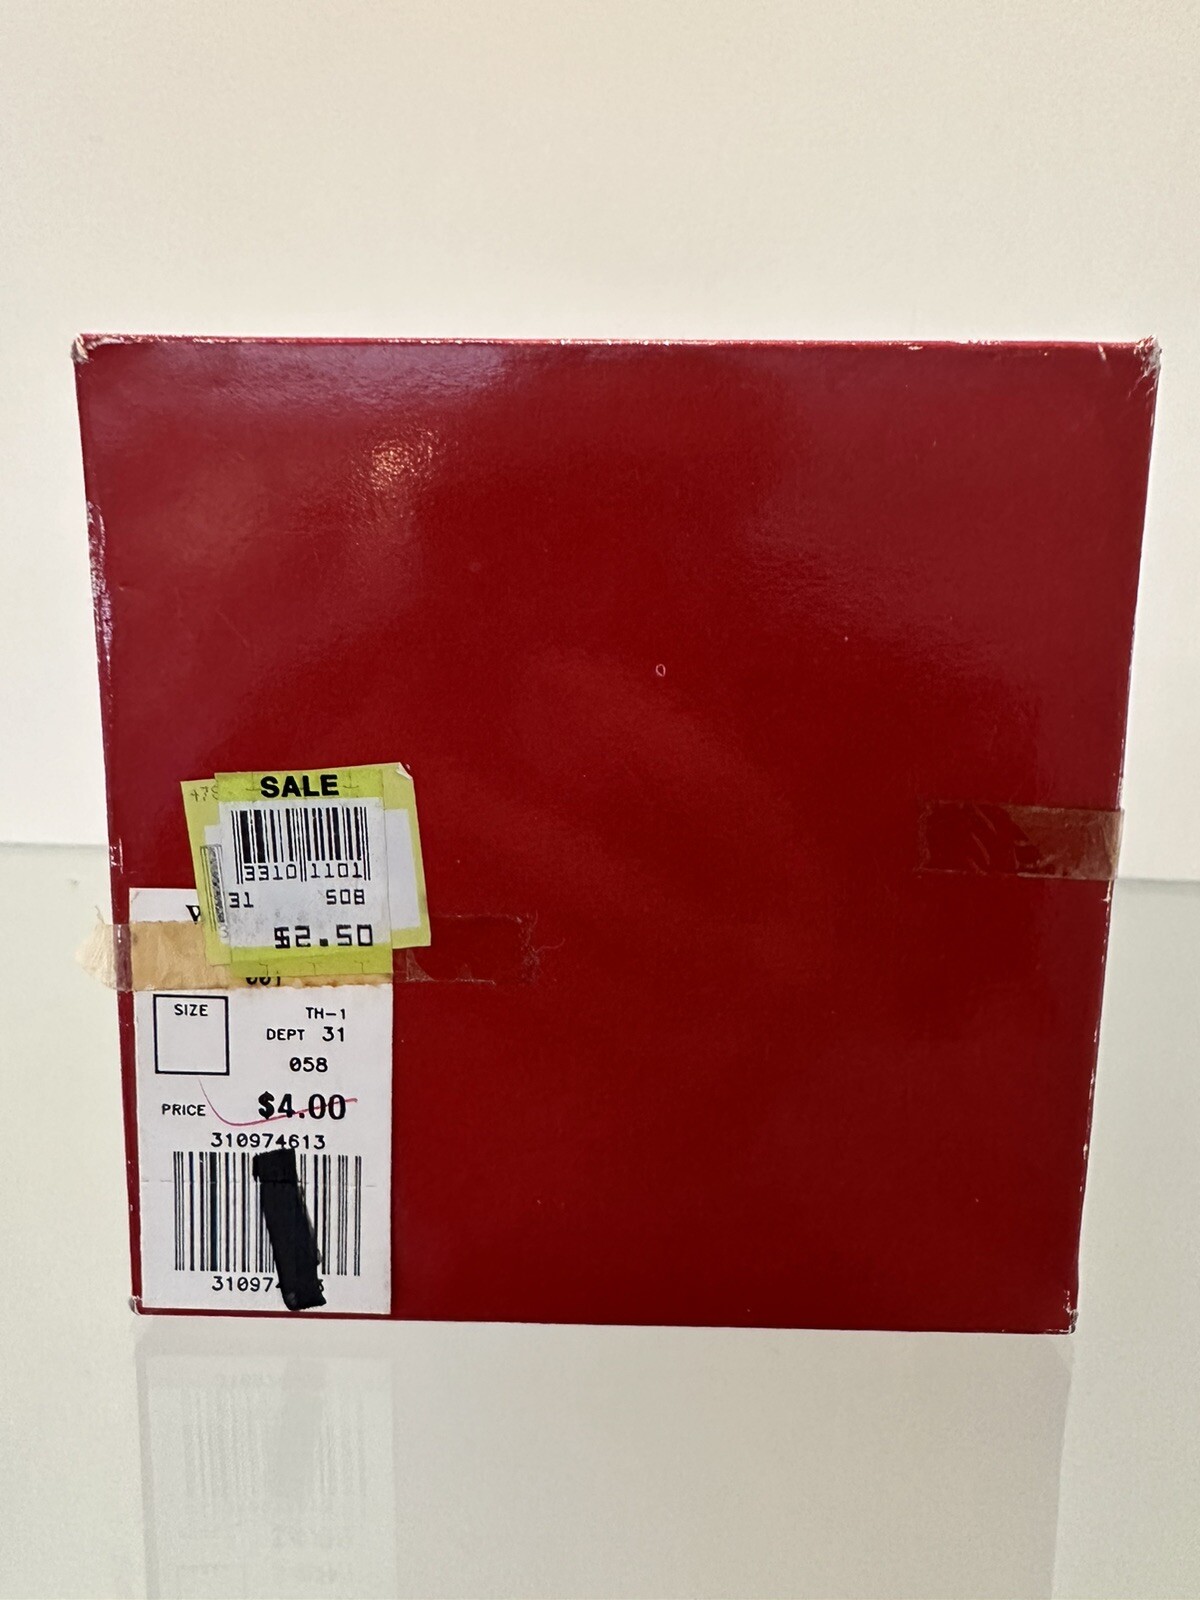 SALE
3310 1101
31 508
$2.50
SIZE
TH-1
DEPT 31
058
PRICE $4.00
310974613
31097